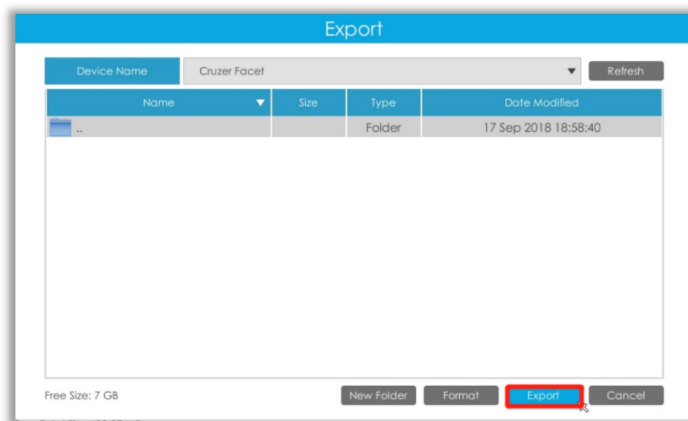 Export
Device Name Cruzer Facet Refresh
Name Size Type Date Modified
.. Folder 17 Sep 2018 18:58:40
Free Size: 7 GB New Folder Format Export Cancel